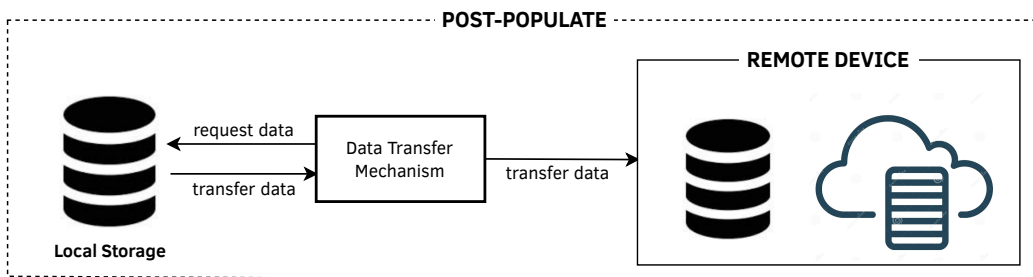 POST-POPULATE
REMOTE DEVICE
request data
Data Transfer
Mechanism
transfer data
transfer data
Local Storage